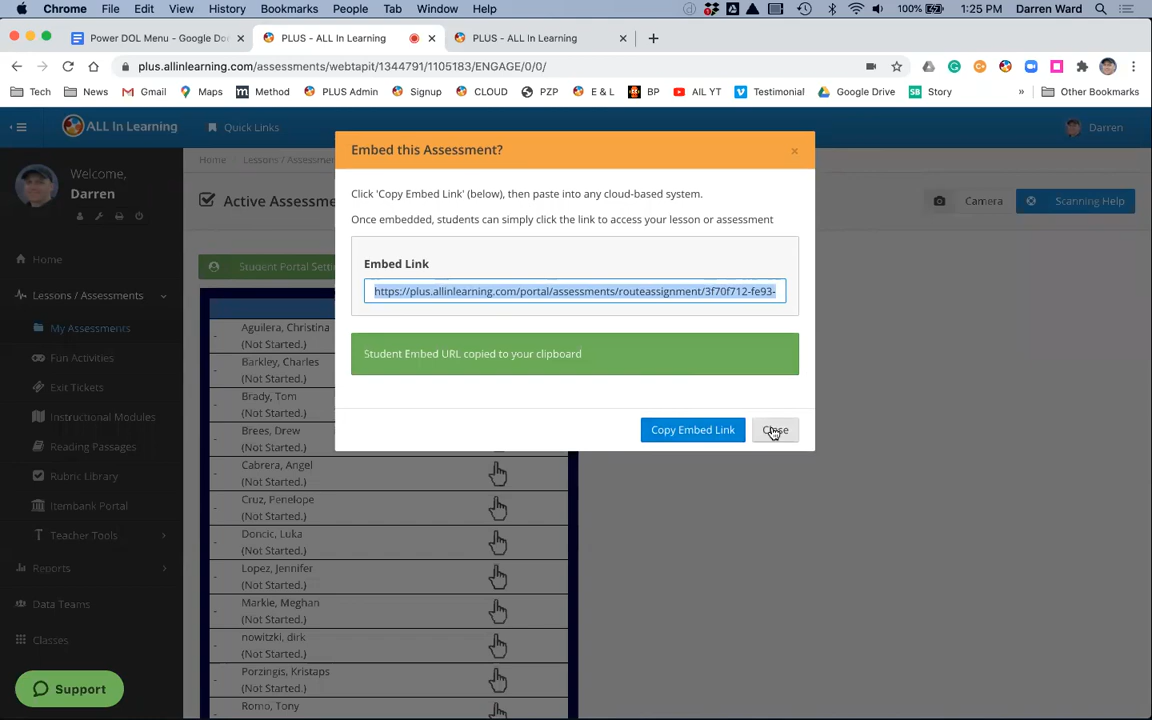 Chrome File Edit View History Bookmarks People Tab Window Help 100% 1:25 PM Darren Ward
Power DOL Menu - Google Do × PLUS - ALL In Learning × PLUS - ALL In Learning × +
plus.allinlearning.com/assessments/webtapit/1344791/1105183/ENGAGE/0/0/
Tech News Gmail Maps Method PLUS Admin Signup CLOUD PZP E & L BP AIL YT Testimonial Google Drive SB Story » Other Bookmarks
ALL In Learning Quick Links Darren
Welcome,
Darren
Home
Lessons / Assessments
My Assessments
Fun Activities
Exit Tickets
Instructional Modules
Reading Passages
Rubric Library
Itembank Portal
Teacher Tools
Reports
Data Teams
Classes
Support
Home Lessons / Assessmen
Active Assessme
Camera Scanning Help
Student Portal Setti
Embed this Assessment? ×
Click 'Copy Embed Link' (below), then paste into any cloud-based system.
Once embedded, students can simply click the link to access your lesson or assessment
Embed Link
https://plus.allinlearning.com/portal/assessments/routeassignment/3f70f712-fe93-
Student Embed URL copied to your clipboard
Copy Embed Link Close
- Aguilera, Christina
(Not Started.)
- Barkley, Charles
(Not Started.)
- Brady, Tom
(Not Started.)
- Brees, Drew
(Not Started.)
- Cabrera, Angel
(Not Started.)
- Cruz, Penelope
(Not Started.)
- Doncic, Luka
(Not Started.)
- Lopez, Jennifer
(Not Started.)
- Markie, Meghan
(Not Started.)
- nowitzki, dirk
(Not Started.)
- Porzingis, Kristaps
(Not Started.)
- Romo, Tony
(Not Started.)